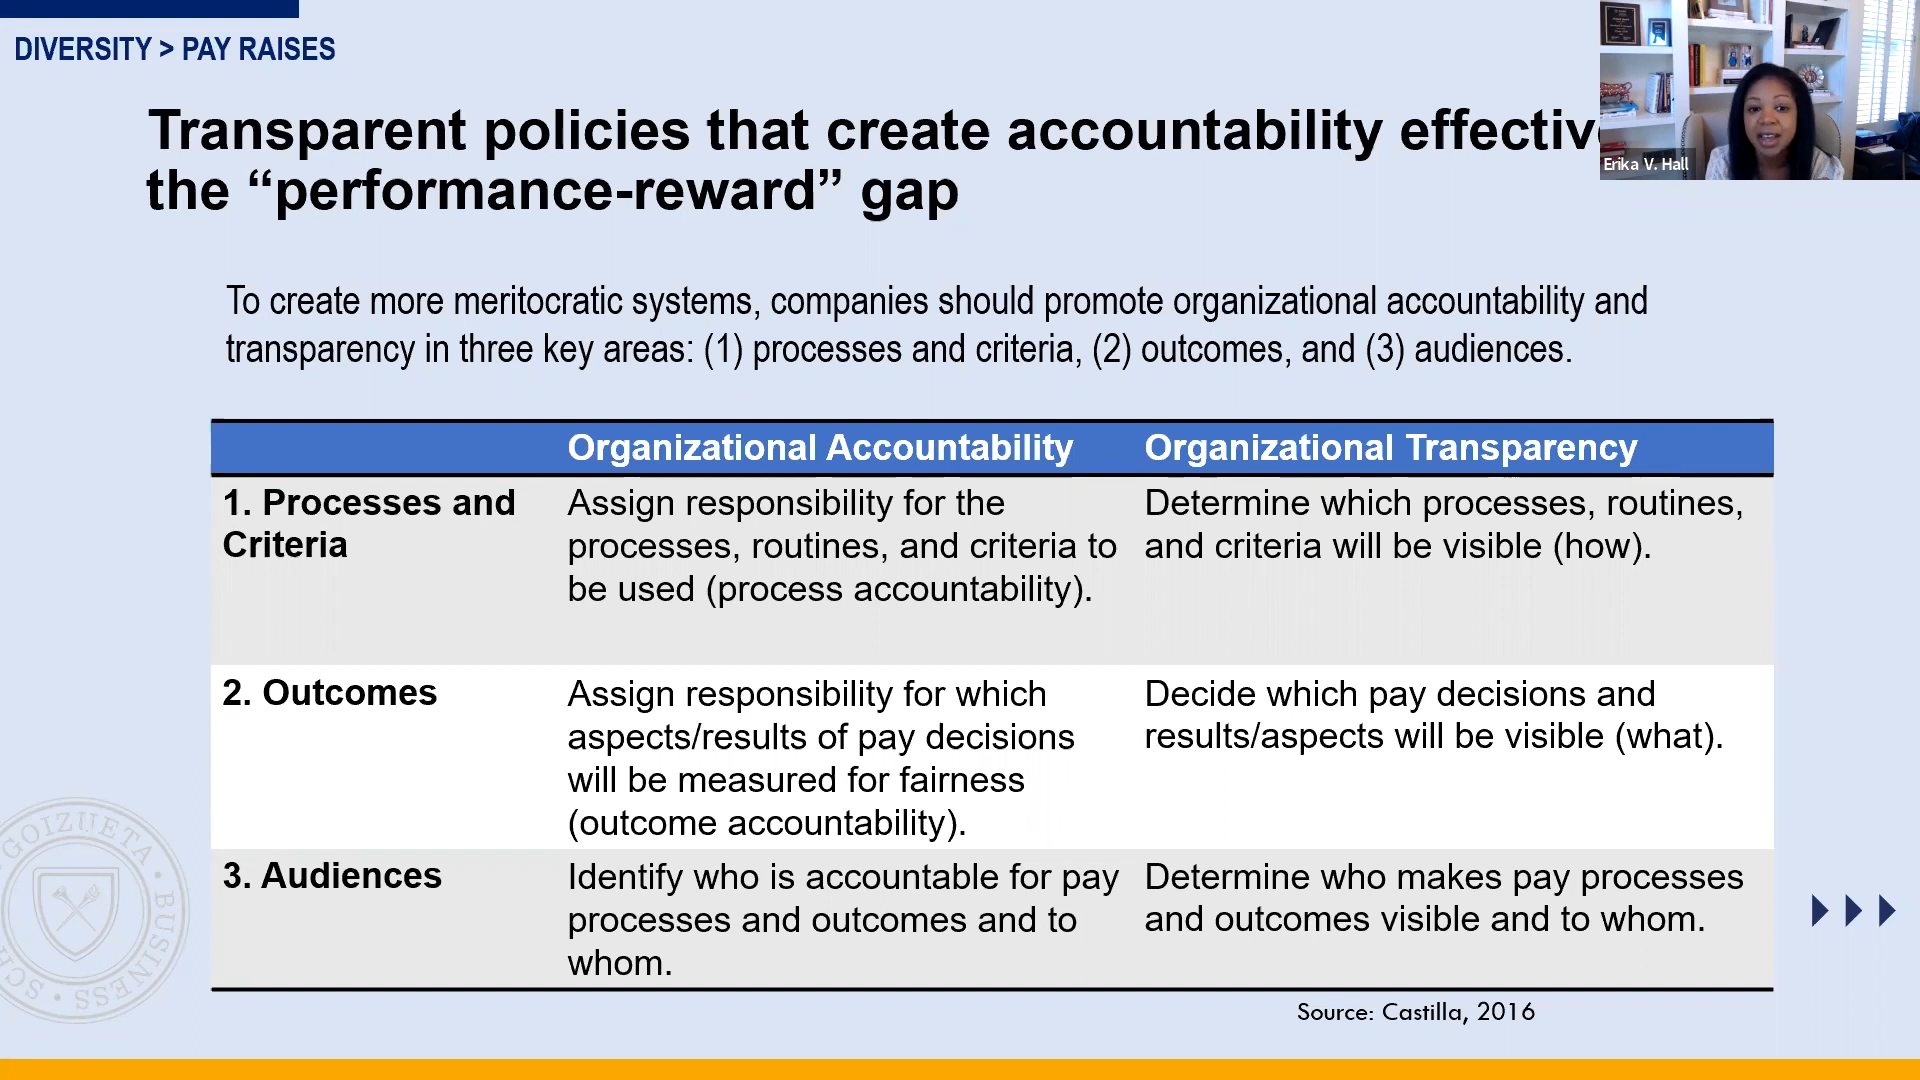 DIVERSITY > PAY RAISES
Transparent policies that create accountability effectiv
the “performance-reward” gap
Erika V. Hall
To create more meritocratic systems, companies should promote organizational accountability and
transparency in three key areas: (1) processes and criteria, (2) outcomes, and (3) audiences.
Organizational Accountability Organizational Transparency
1. Processes and
Criteria
Assign responsibility for the
processes, routines, and criteria to
be used (process accountability).
Determine which processes, routines,
and criteria will be visible (how).
2. Outcomes
Assign responsibility for which
aspects/results of pay decisions
will be measured for fairness
(outcome accountability).
Decide which pay decisions and
results/aspects will be visible (what).
3. Audiences
Identify who is accountable for pay
processes and outcomes and to
whom.
Determine who makes pay processes
and outcomes visible and to whom.
Source: Castilla, 2016
GOIZUETA • BUSINESS • SCH